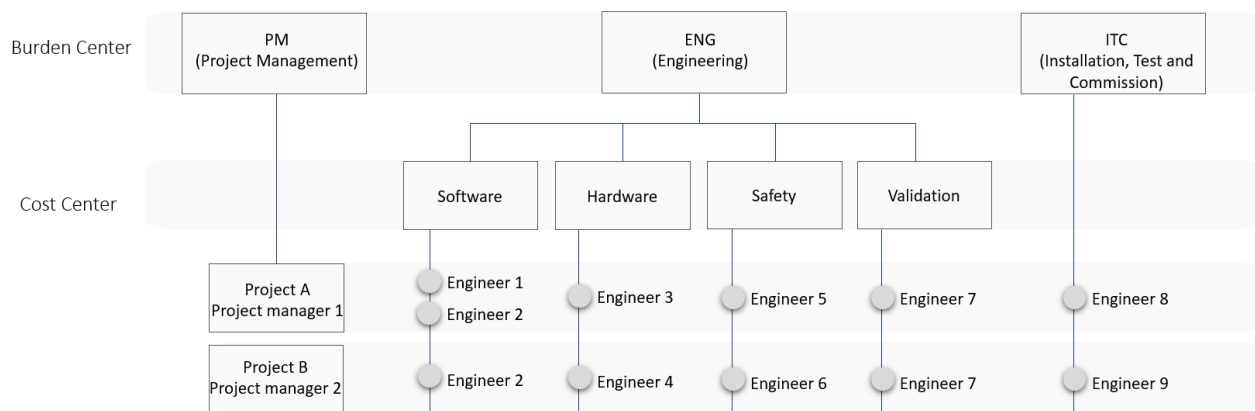 Burden Center
PM
(Project Management)
ENG
(Engineering)
ITC
(Installation, Test and
Commission)
Cost Center
Software
Hardware
Safety
Validation
Project A
Project manager 1
Engineer 1
Engineer 2
Engineer 3
Engineer 5
Engineer 7
Engineer 8
Project B
Project manager 2
Engineer 2
Engineer 4
Engineer 6
Engineer 7
Engineer 9